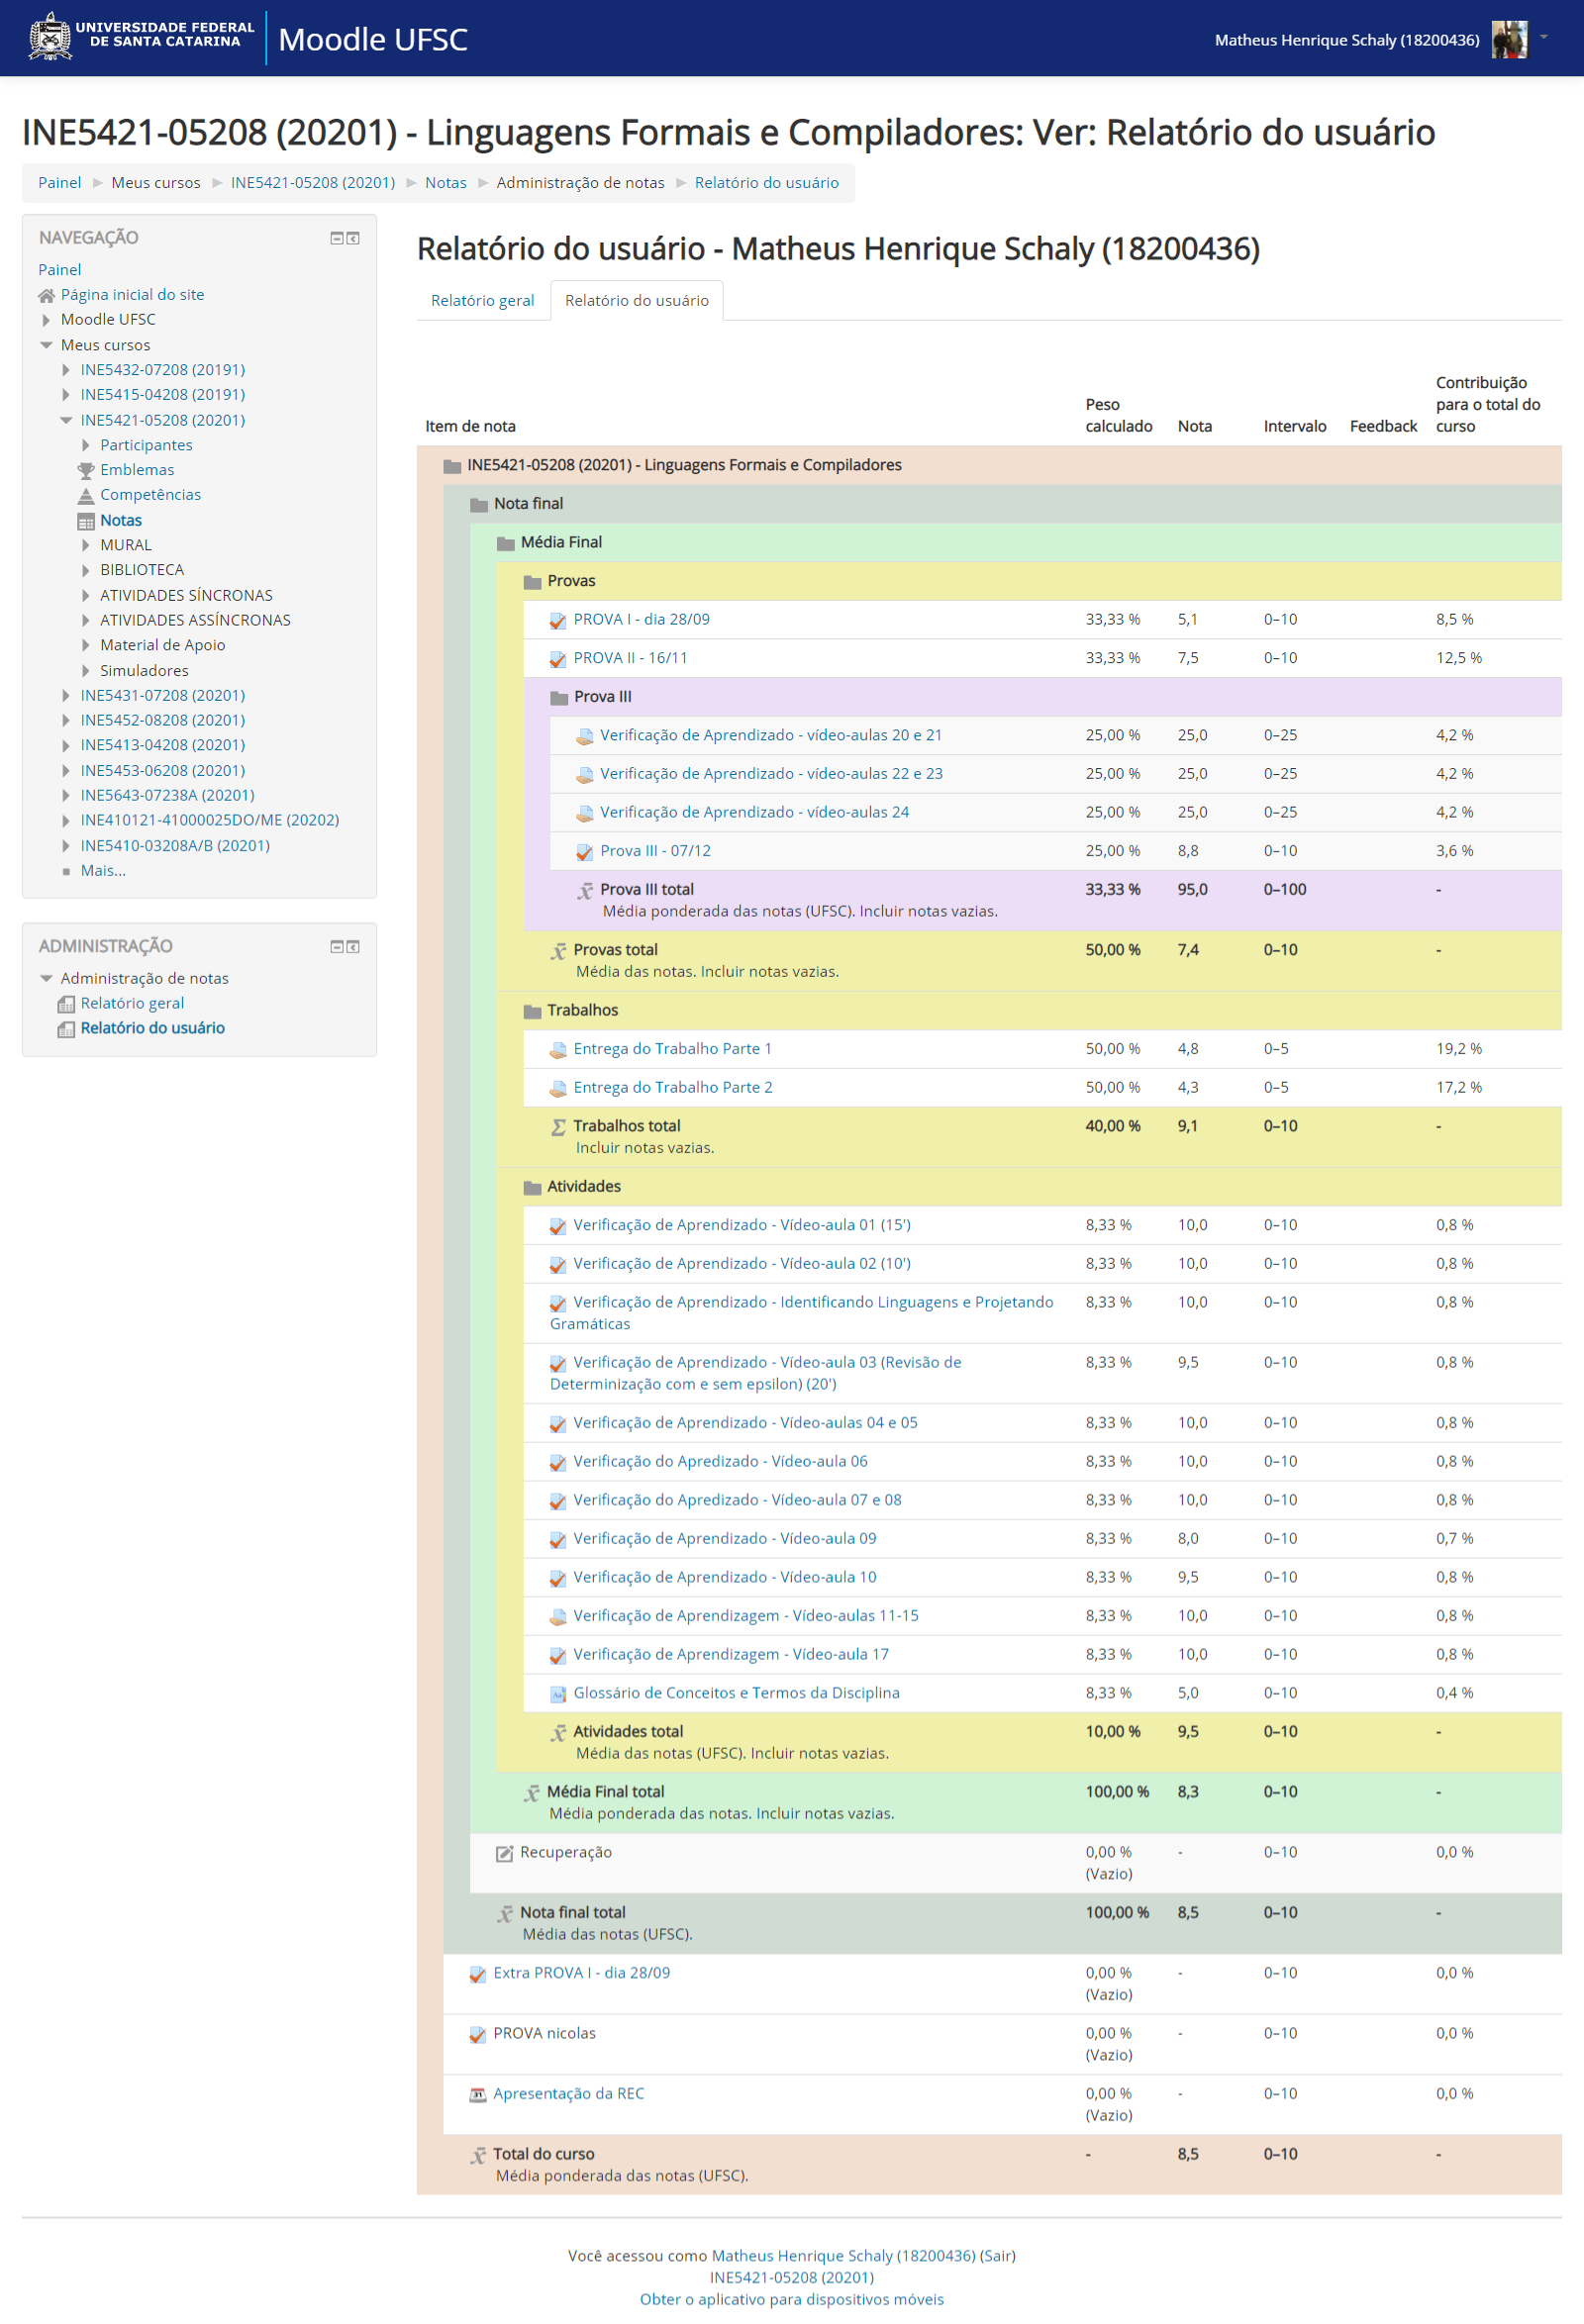 UNIVERSIDADE FEDERAL
DE SANTA CATARINA
Moodle UFSC
Matheus Henrique Schaly (18200436)
INE5421-05208 (20201) - Linguagens Formais e Compiladores: Ver: Relatório do usuário
Painel Meus cursos INE5421-05208 (20201) Notas Administração de notas Relatório do usuário
NAVEGAÇÃO
Painel
Página inicial do site
Moodle UFSC
Meus cursos
INE5432-07208 (20191)
INE5415-04208 (20191)
INE5421-05208 (20201)
Participantes
Emblemas
Competências
Notas
MURAL
BIBLIOTECA
ATIVIDADES SÍNCRONAS
ATIVIDADES ASSÍNCRONAS
Material de Apoio
Simuladores
INE5431-07208 (20201)
INE5452-08208 (20201)
INE5413-04208 (20201)
INE5453-06208 (20201)
INE5643-07238A (20201)
INE410121-41000025DO/ME (20202)
INE5410-03208A/B (20201)
Mais...
ADMINISTRAÇÃO
Administração de notas
Relatório geral
Relatório do usuário
Relatório do usuário - Matheus Henrique Schaly (18200436)
Relatório geral Relatório do usuário
Item de nota Peso calculado Nota Intervalo Feedback Contribuição para o total do curso
INE5421-05208 (20201) - Linguagens Formais e Compiladores
Nota final
Média Final
Provas
PROVA I - dia 28/09 33,33 % 5,1 0–10 8,5 %
PROVA II - 16/11 33,33 % 7,5 0–10 12,5 %
Prova III
Verificação de Aprendizado - vídeo-aulas 20 e 21 25,00 % 25,0 0–25 4,2 %
Verificação de Aprendizado - vídeo-aulas 22 e 23 25,00 % 25,0 0–25 4,2 %
Verificação de Aprendizado - vídeo-aulas 24 25,00 % 25,0 0–25 4,2 %
Prova III - 07/12 25,00 % 8,8 0–10 3,6 %
Prova III total 33,33 % 95,0 0–100 -
Média ponderada das notas (UFSC). Incluir notas vazias.
Provas total 50,00 % 7,4 0–10 -
Média das notas. Incluir notas vazias.
Trabalhos
Entrega do Trabalho Parte 1 50,00 % 4,8 0–5 19,2 %
Entrega do Trabalho Parte 2 50,00 % 4,3 0–5 17,2 %
Trabalhos total 40,00 % 9,1 0–10 -
Incluir notas vazias.
Atividades
Verificação de Aprendizado - Vídeo-aula 01 (15') 8,33 % 10,0 0–10 0,8 %
Verificação de Aprendizado - Vídeo-aula 02 (10') 8,33 % 10,0 0–10 0,8 %
Verificação de Aprendizado - Identificando Linguagens e Projetando 8,33 % 10,0 0–10 0,8 %
Gramáticas
Verificação de Aprendizado - Vídeo-aula 03 (Revisão de 8,33 % 9,5 0–10 0,8 %
Determinização com e sem epsilon) (20')
Verificação de Aprendizado - Vídeo-aulas 04 e 05 8,33 % 10,0 0–10 0,8 %
Verificação do Apredizado - Vídeo-aula 06 8,33 % 10,0 0–10 0,8 %
Verificação do Apredizado - Vídeo-aula 07 e 08 8,33 % 10,0 0–10 0,8 %
Verificação de Aprendizado - Vídeo-aula 09 8,33 % 8,0 0–10 0,7 %
Verificação de Aprendizado - Vídeo-aula 10 8,33 % 9,5 0–10 0,8 %
Verificação de Aprendizagem - Vídeo-aulas 11-15 8,33 % 10,0 0–10 0,8 %
Verificação de Aprendizagem - Vídeo-aula 17 8,33 % 10,0 0–10 0,8 %
Glossário de Conceitos e Termos da Disciplina 8,33 % 5,0 0–10 0,4 %
Atividades total 10,00 % 9,5 0–10 -
Média das notas (UFSC). Incluir notas vazias.
Média Final total 100,00 % 8,3 0–10 -
Média ponderada das notas. Incluir notas vazias.
Recuperação 0,00 % - 0–10 0,0 %
(Vazio)
Nota final total 100,00 % 8,5 0–10 -
Média das notas (UFSC).
Extra PROVA I - dia 28/09 0,00 % - 0–10 0,0 %
(Vazio)
PROVA nicolas 0,00 % - 0–10 0,0 %
(Vazio)
Apresentação da REC 0,00 % - 0–10 0,0 %
(Vazio)
Total do curso - 8,5 0–10 -
Média ponderada das notas (UFSC).
Você acessou como Matheus Henrique Schaly (18200436) (Sair)
INE5421-05208 (20201)
Obter o aplicativo para dispositivos móveis